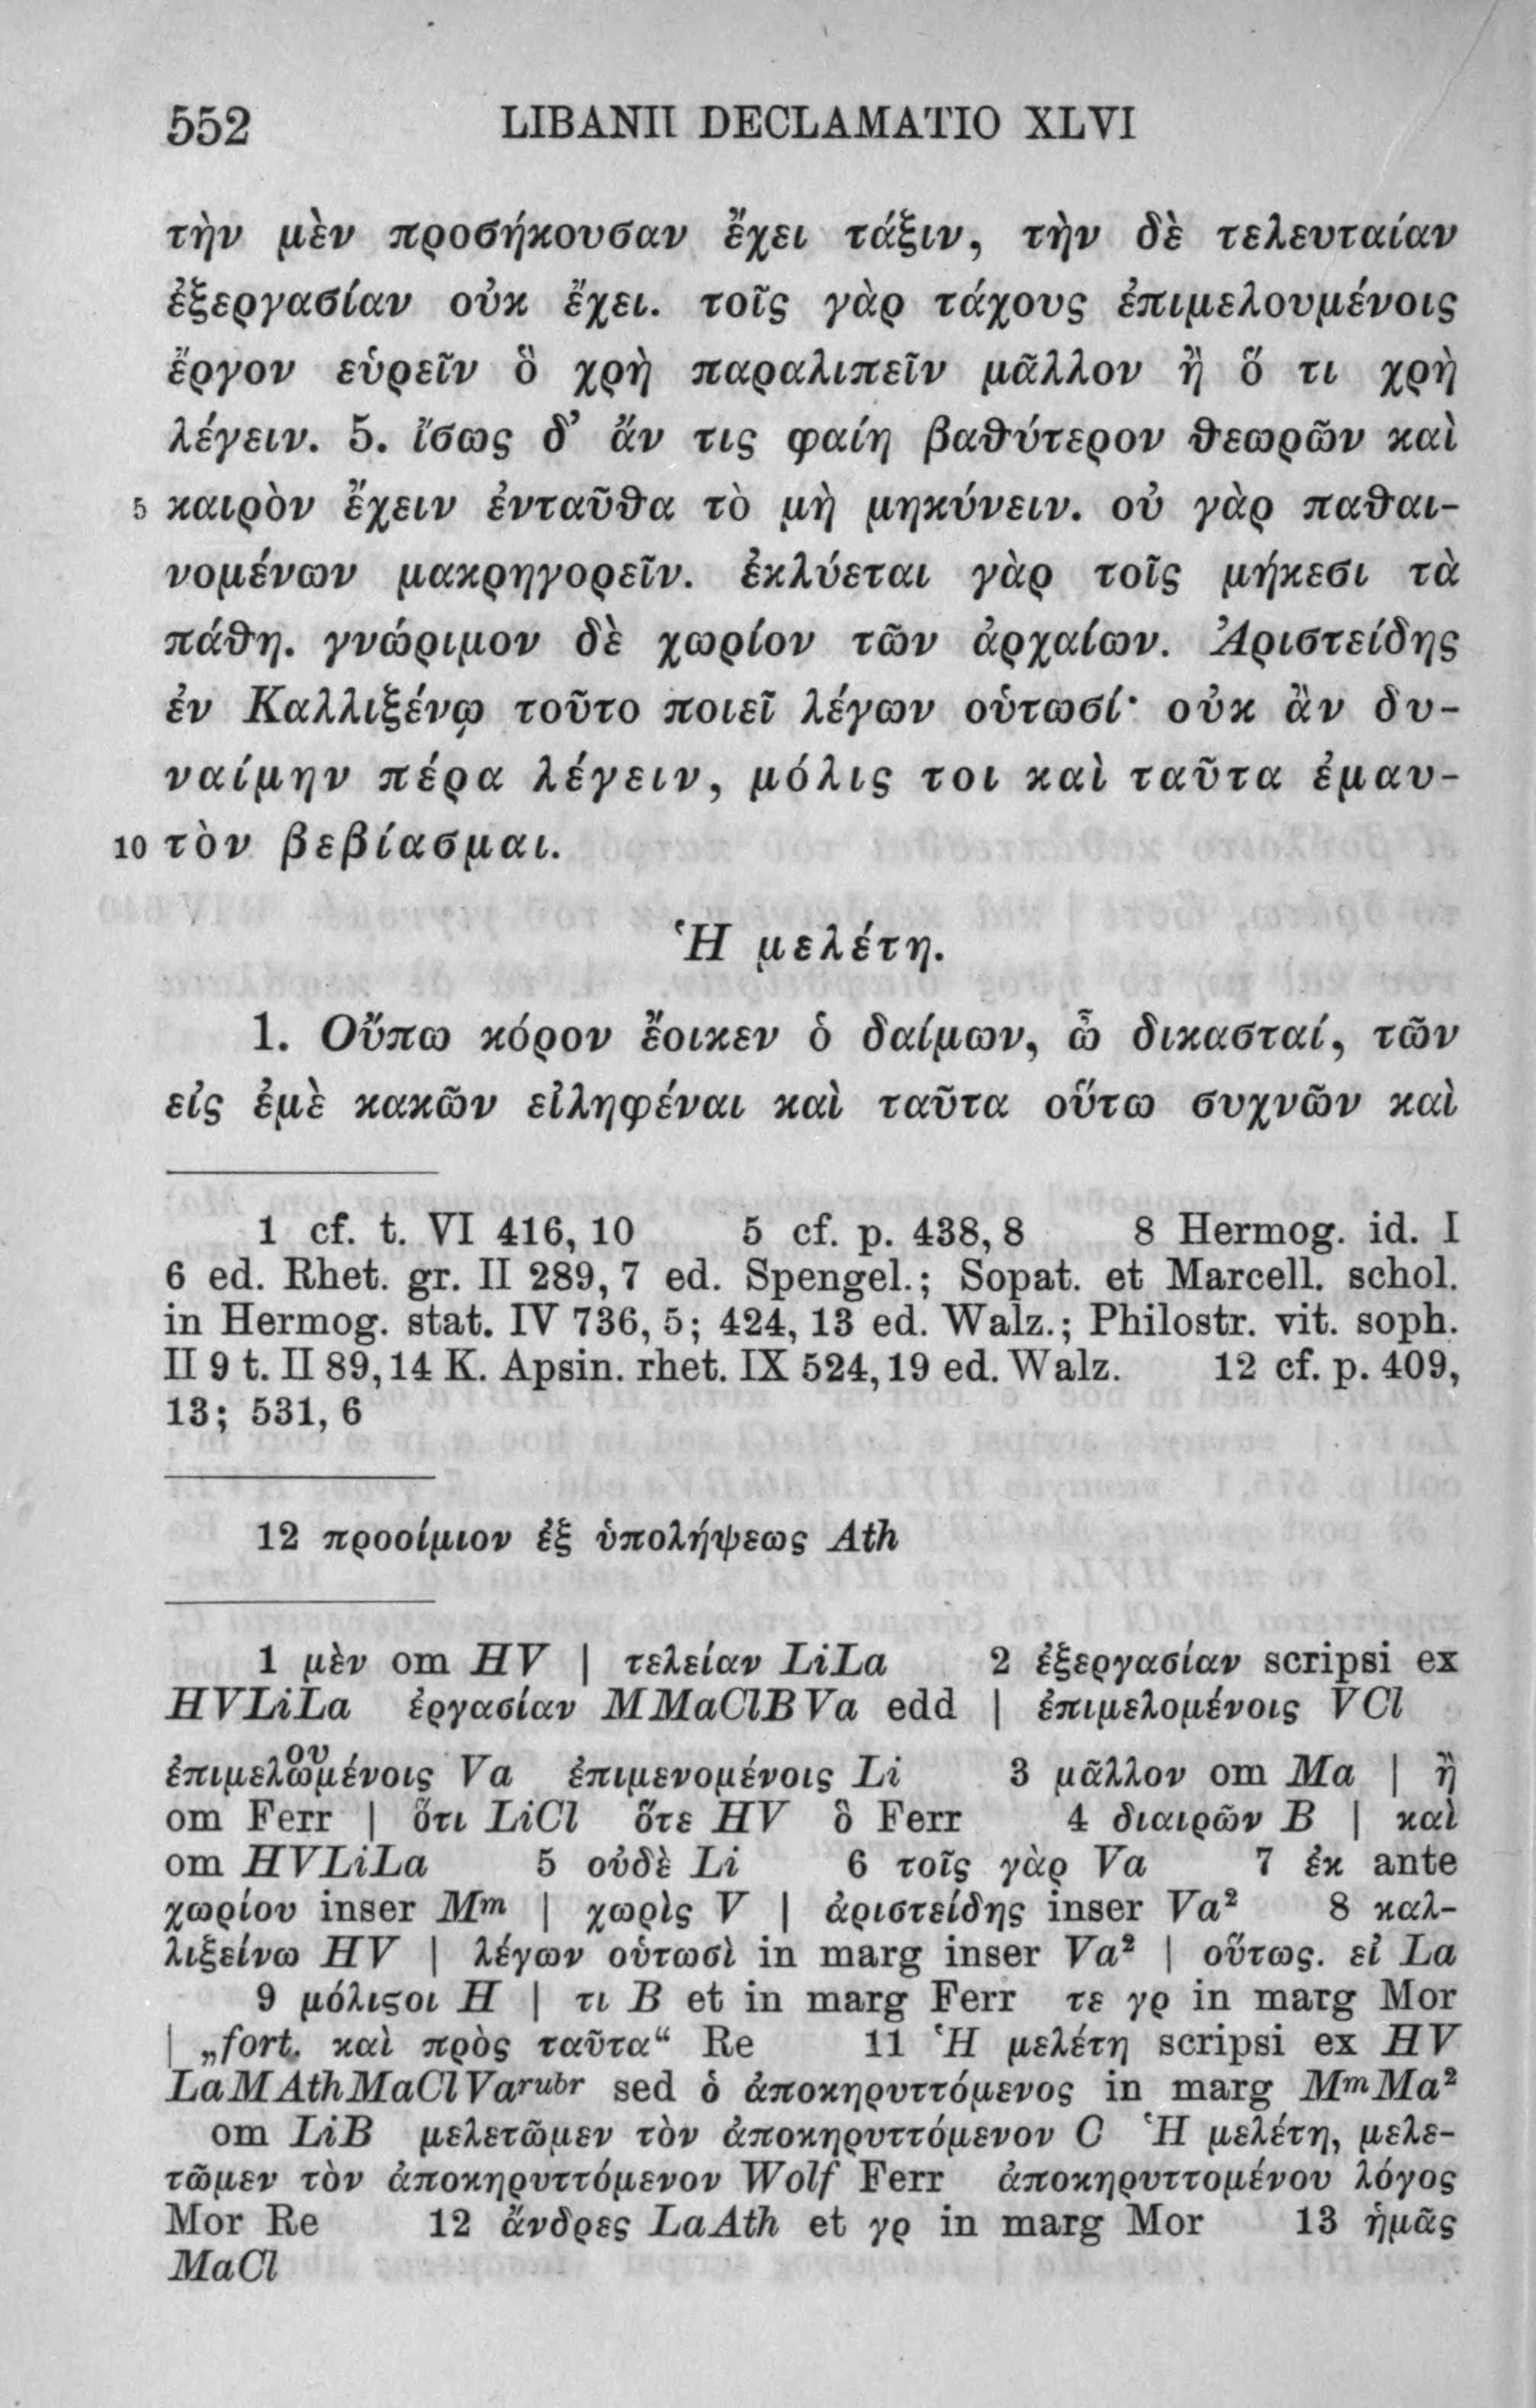 552 LIBANII DECLAMATIO XLVI
τὴν μὲν προσήκουσαν ἔχει τάξιν, τὴν δὲ τελευταίαν
ἐξεργασίαν οὐκ ἔχει. τοῖς γὰρ τάχους ἐπιμελουμένοις
ἔργον εὑρεῖν ὃ χρὴ παραλιπεῖν μᾶλλον ἢ ὅ τι χρὴ
λέγειν. 5. ἴσως δ’ ἄν τις φαίη βαθύτερον θεωρῶν καὶ
5 καιρὸν ἔχειν ἐνταῦθα τὸ μὴ μηκύνειν. οὐ γὰρ παθαι-
νομένων μακρηγορεῖν. ἐκλύεται γὰρ τοῖς μήκεσι τὰ
πάθη. γνώριμον δὲ χωρίον τῶν ἀρχαίων. Ἀριστείδης
ἐν Καλλιξένῳ τοῦτο ποιεῖ λέγων οὑτωσί· οὐκ ἂν δυ-
ναίμην πέρα λέγειν, μόλις τοι καὶ ταῦτα ἐμαυ-
10 τὸν βεβίασμαι.
Ἡ μελέτη.
1. Οὔπω κόρον ἔοικεν ὁ δαίμων, ὦ δικασταί, τῶν
εἰς ἐμὲ κακῶν εἰληφέναι καὶ ταῦτα οὕτω συχνῶν καὶ
1 cf. t. VI 416, 10 5 cf. p. 438, 8 8 Hermog. id. I
6 ed. Rhet. gr. II 289, 7 ed. Spengel.; Sopat. et Marcell. schol.
in Hermog. stat. IV 736, 5; 424, 13 ed. Walz.; Philostr. vit. soph.
II 9 t. II 89, 14 K. Apsin. rhet. IX 524, 19 ed. Walz. 12 cf. p. 409,
13; 531, 6
12 προοίμιον ἐξ ὑπολήψεως Ath
1 μὲν om HV | τελείαν LiLa 2 ἐξεργασίαν scripsi ex
HVLiLa ἐργασίαν MMaClBVa edd | ἐπιμελομένοις VCl
ἐπιμελωμένοις Va ἐπιμενομένοις Li 3 μᾶλλον om Ma | ἢ
om Ferr | ὅτι LiCl ὅτε HV ὃ Ferr 4 διαιρῶν B | καὶ
om HVLiLa 5 οὐδὲ Li 6 τοῖς γὰρ Va 7 ἐκ ante
χωρίου inser Mm | χωρὶς V | ἀριστείδης inser Va² 8 καλ-
λιξείνω HV | λέγων οὑτωσὶ in marg inser Va² | οὕτως. εἰ La
9 μόλιςοι H | τι B et in marg Ferr τε γρ in marg Mor
| „fort. καὶ πρὸς ταῦτα“ Re 11 Ἡ μελέτη scripsi ex HV
LaMAthMaClVarubr sed ὁ ἀποκηρυττόμενος in marg MmMa²
om LiB μελετῶμεν τὸν ἀποκηρυττόμενον C Ἡ μελέτη, μελε-
τῶμεν τὸν ἀποκηρυττόμενον Wolf Ferr ἀποκηρυττομένου λόγος
Mor Re 12 ἄνδρες LaAth et γρ in marg Mor 13 ἡμᾶς
MaCl